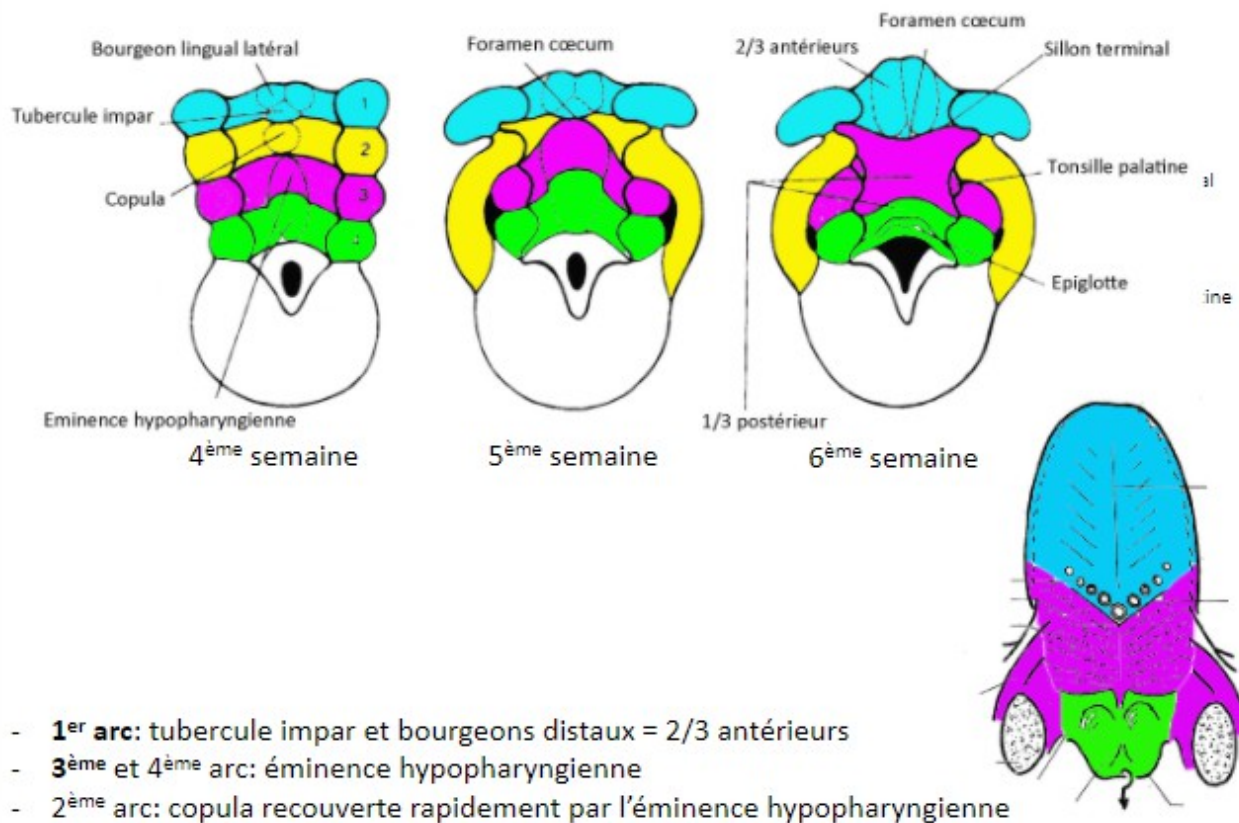 Bourgeon lingual latéral
Tubercule impar
Copula
Eminence hypopharyngienne
1
2
3
4
4ème semaine
Foramen cœcum
5ème semaine
Foramen cœcum
2/3 antérieurs
Sillon terminal
Tonsille palatine
al
Epiglotte
tine
1/3 postérieur
6ème semaine
- 1er arc: tubercule impar et bourgeons distaux = 2/3 antérieurs
- 3ème et 4ème arc: éminence hypopharyngienne
- 2ème arc: copula recouverte rapidement par l'éminence hypopharyngienne